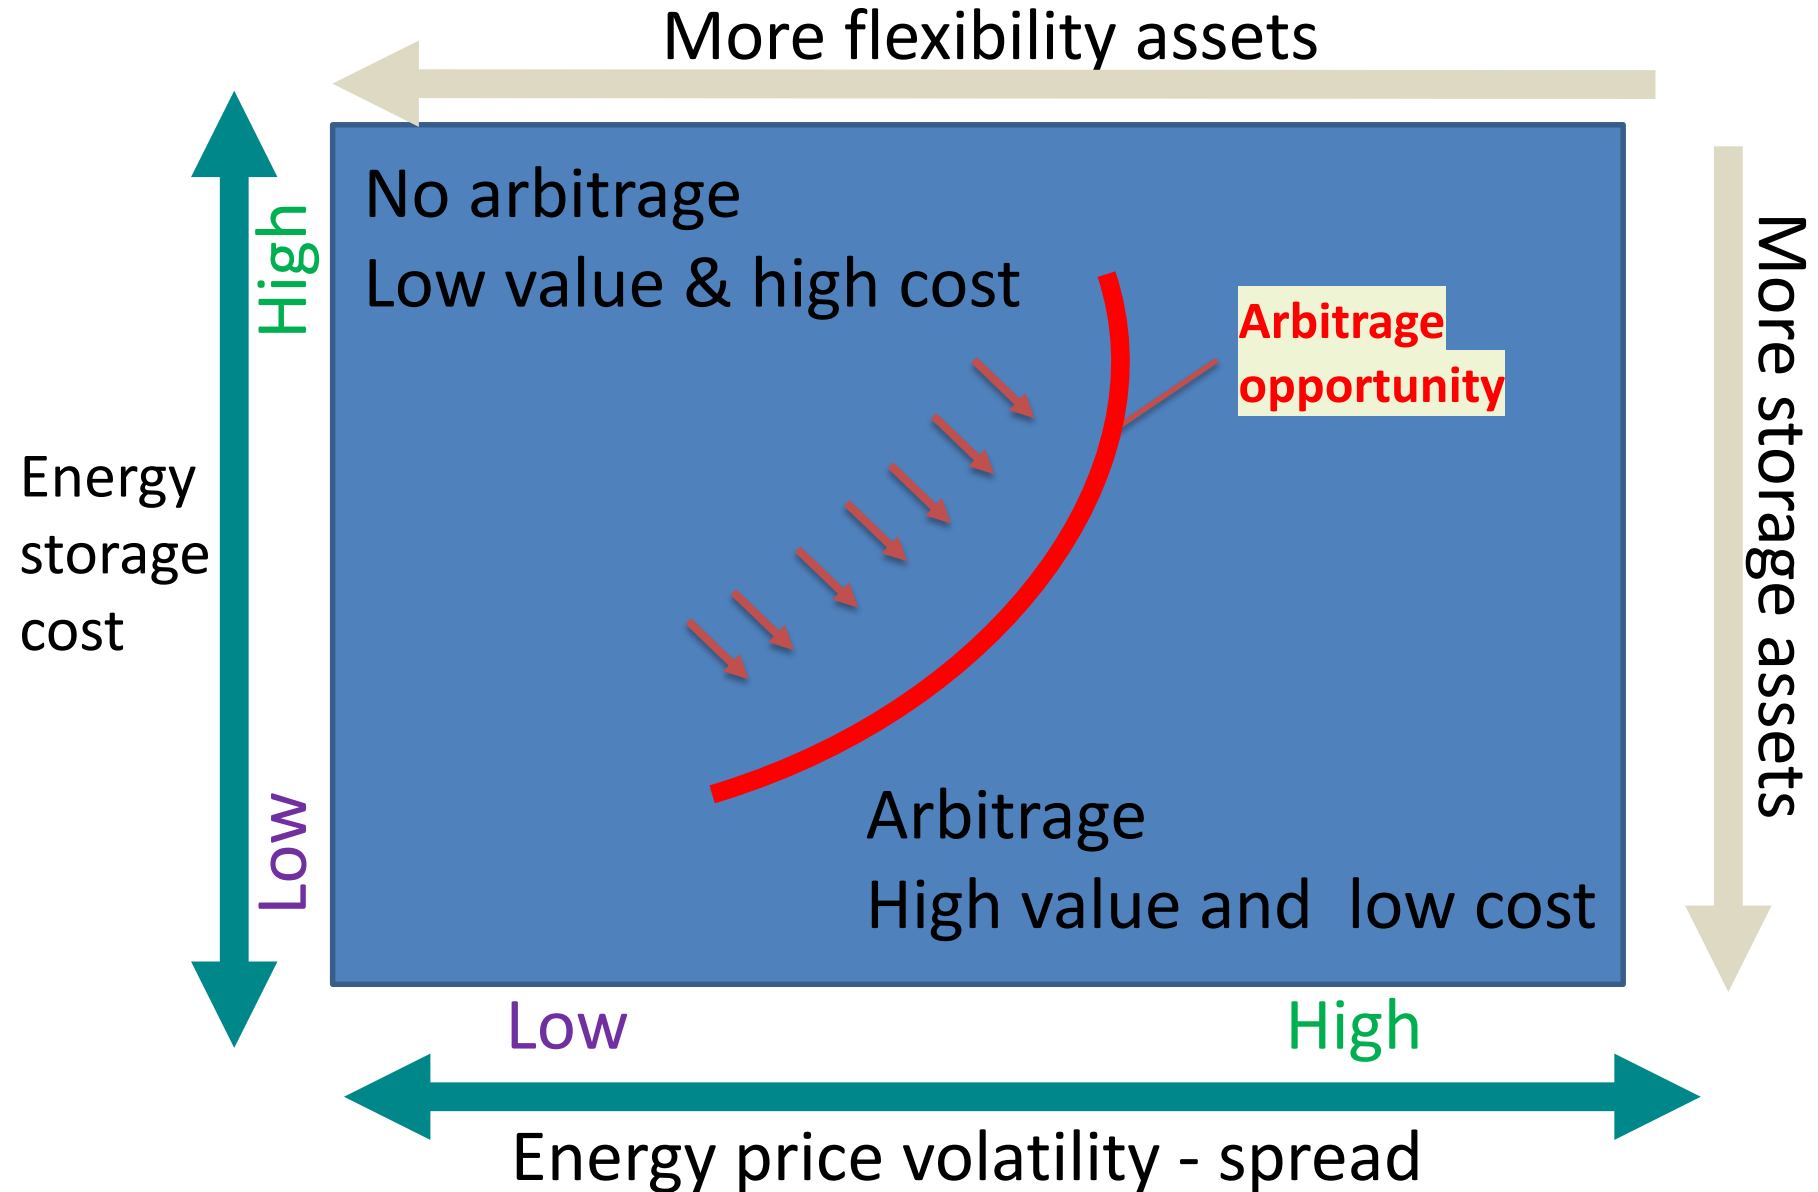 More flexibility assets
No arbitrage
Low value & high cost
High
Arbitrage
opportunity
More storage assets
Energy
storage
cost
Low
Arbitrage
High value and  low cost
Low
High
Energy price volatility - spread